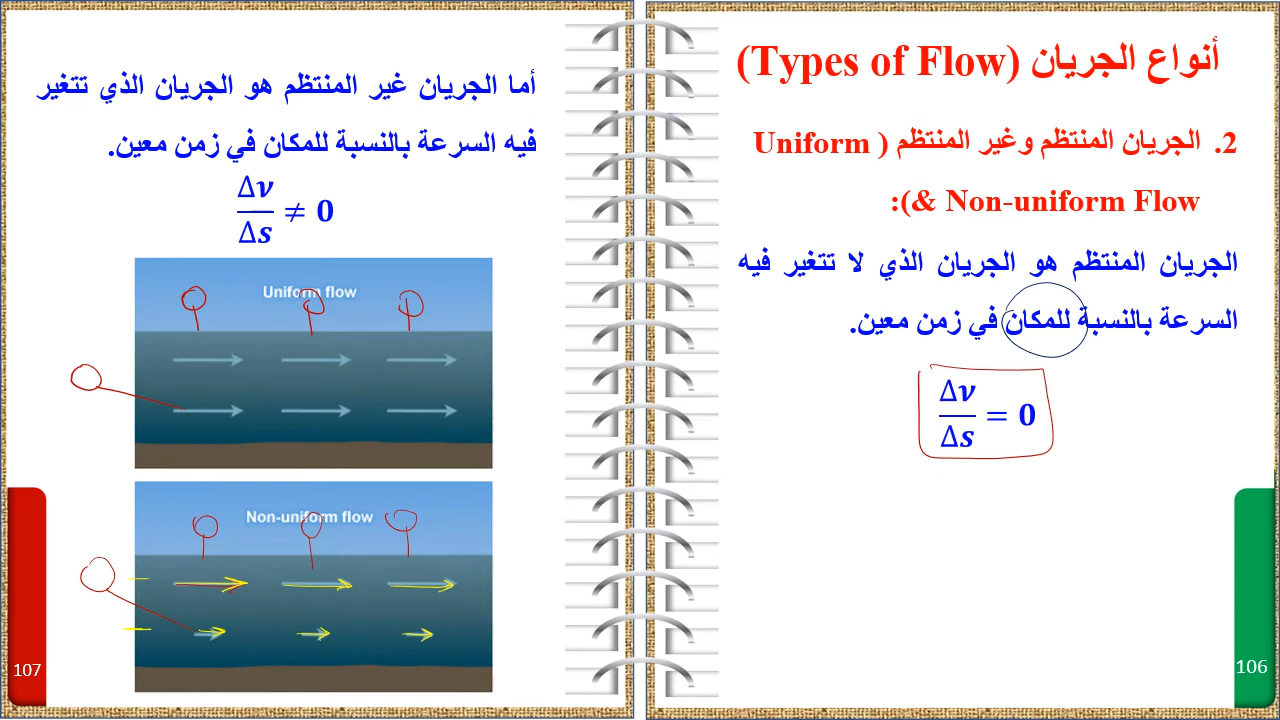 أنواع الجريان (Types of Flow)
2. الجريان المنتظم وغير المنتظم ( Uniform
& Non-uniform Flow):
الجريان المنتظم هو الجريان الذي لا تتغير فيه
السرعة بالنسبة للمكان في زمن معين.
Δv/Δs = 0
106
أما الجريان غير المنتظم هو الجريان الذي تتغير
فيه السرعة بالنسبة للمكان في زمن معين.
Δv/Δs ≠ 0
Uniform flow
Non-uniform flow
107